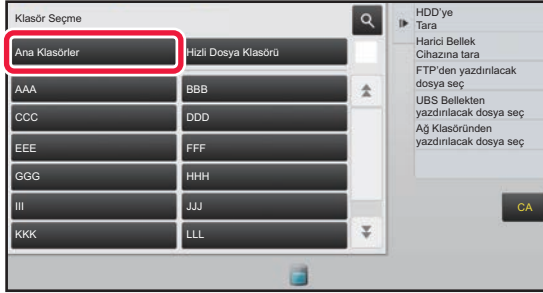 Klasör Seçme
Ana Klasörler
Hizli Dosya Klasörü
AAA
BBB
CCC
DDD
EEE
FFF
GGG
HHH
III
JJJ
KKK
LLL
HDD'ye
Tara
Harici Bellek
Cihazına tara
FTP'den yazdırılacak
dosya seç
UBS Bellekten
yazdırılacak dosya seç
Ağ Klasöründen
yazdırılacak dosya seç
CA